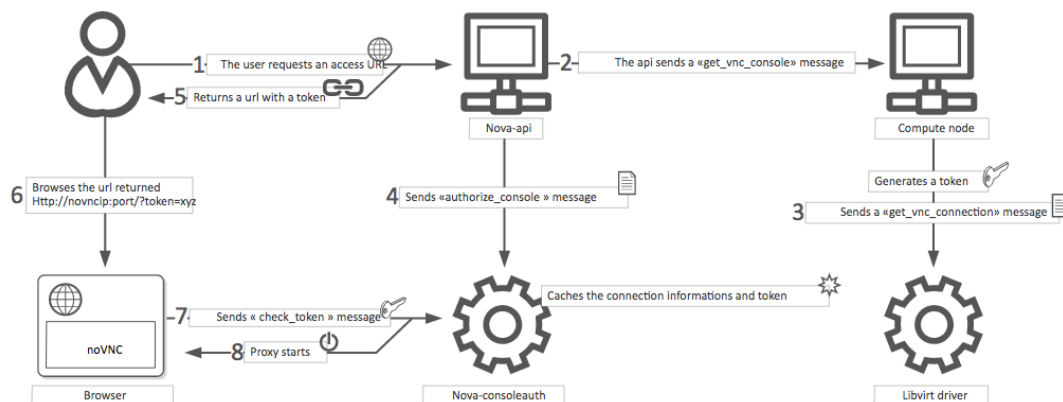 1
The user requests an access URL
2
The api sends a «get_vnc_console» message
5
Returns a url with a token
Nova-api
Compute node
6
Browses the url returned
Http://novncip:port/?token=xyz
4
Sends «authorize_console » message
Generates a token
3
Sends a «get_vnc_connection» message
Caches the connection informations and token
7
Sends « check_token » message
8
Proxy starts
noVNC
Browser
Nova-consoleauth
Libvirt driver